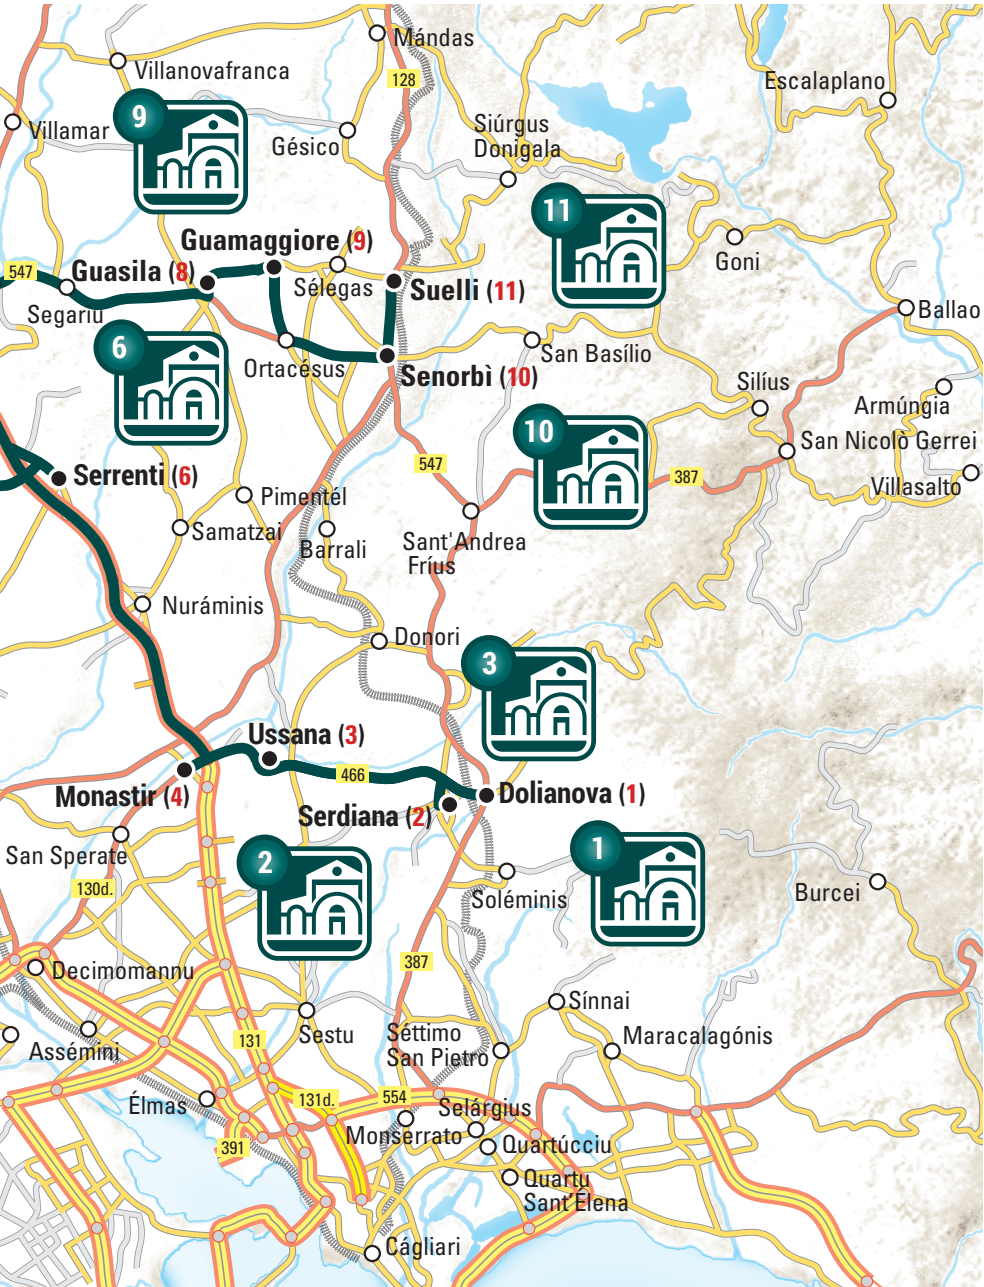 Mándas
Villanovafranca
128
Escalaplano
9
Villamar
Gésico
Siúrgus
Donigala
11
Guamaggiore (9)
Goni
547
Guasila (8)
Sélegas
Suelli (11)
Segariu
Ballao
6
Ortacésus
San Basílio
Senorbì (10)
Silíus
Armúngia
10
San Nicolò Gerrei
547
387
Serrenti (6)
Villasalto
Pimentél
Samatzai
Barrali
Sant'Andrea
Fríus
Nuráminis
Donori
3
Ussana (3)
466
Monastir (4)
Dolianova (1)
Serdiana (2)
San Sperate
2
1
130d.
Soléminis
Burcei
387
Decimomannu
Sínnai
Sestu
Séttimo
San Pietro
Maracalagónis
131
Assémini
Élmas
131d.
554
Selárgius
Monserrato
391
Quartúcciu
Quartu
Sant'Élena
Cágliari